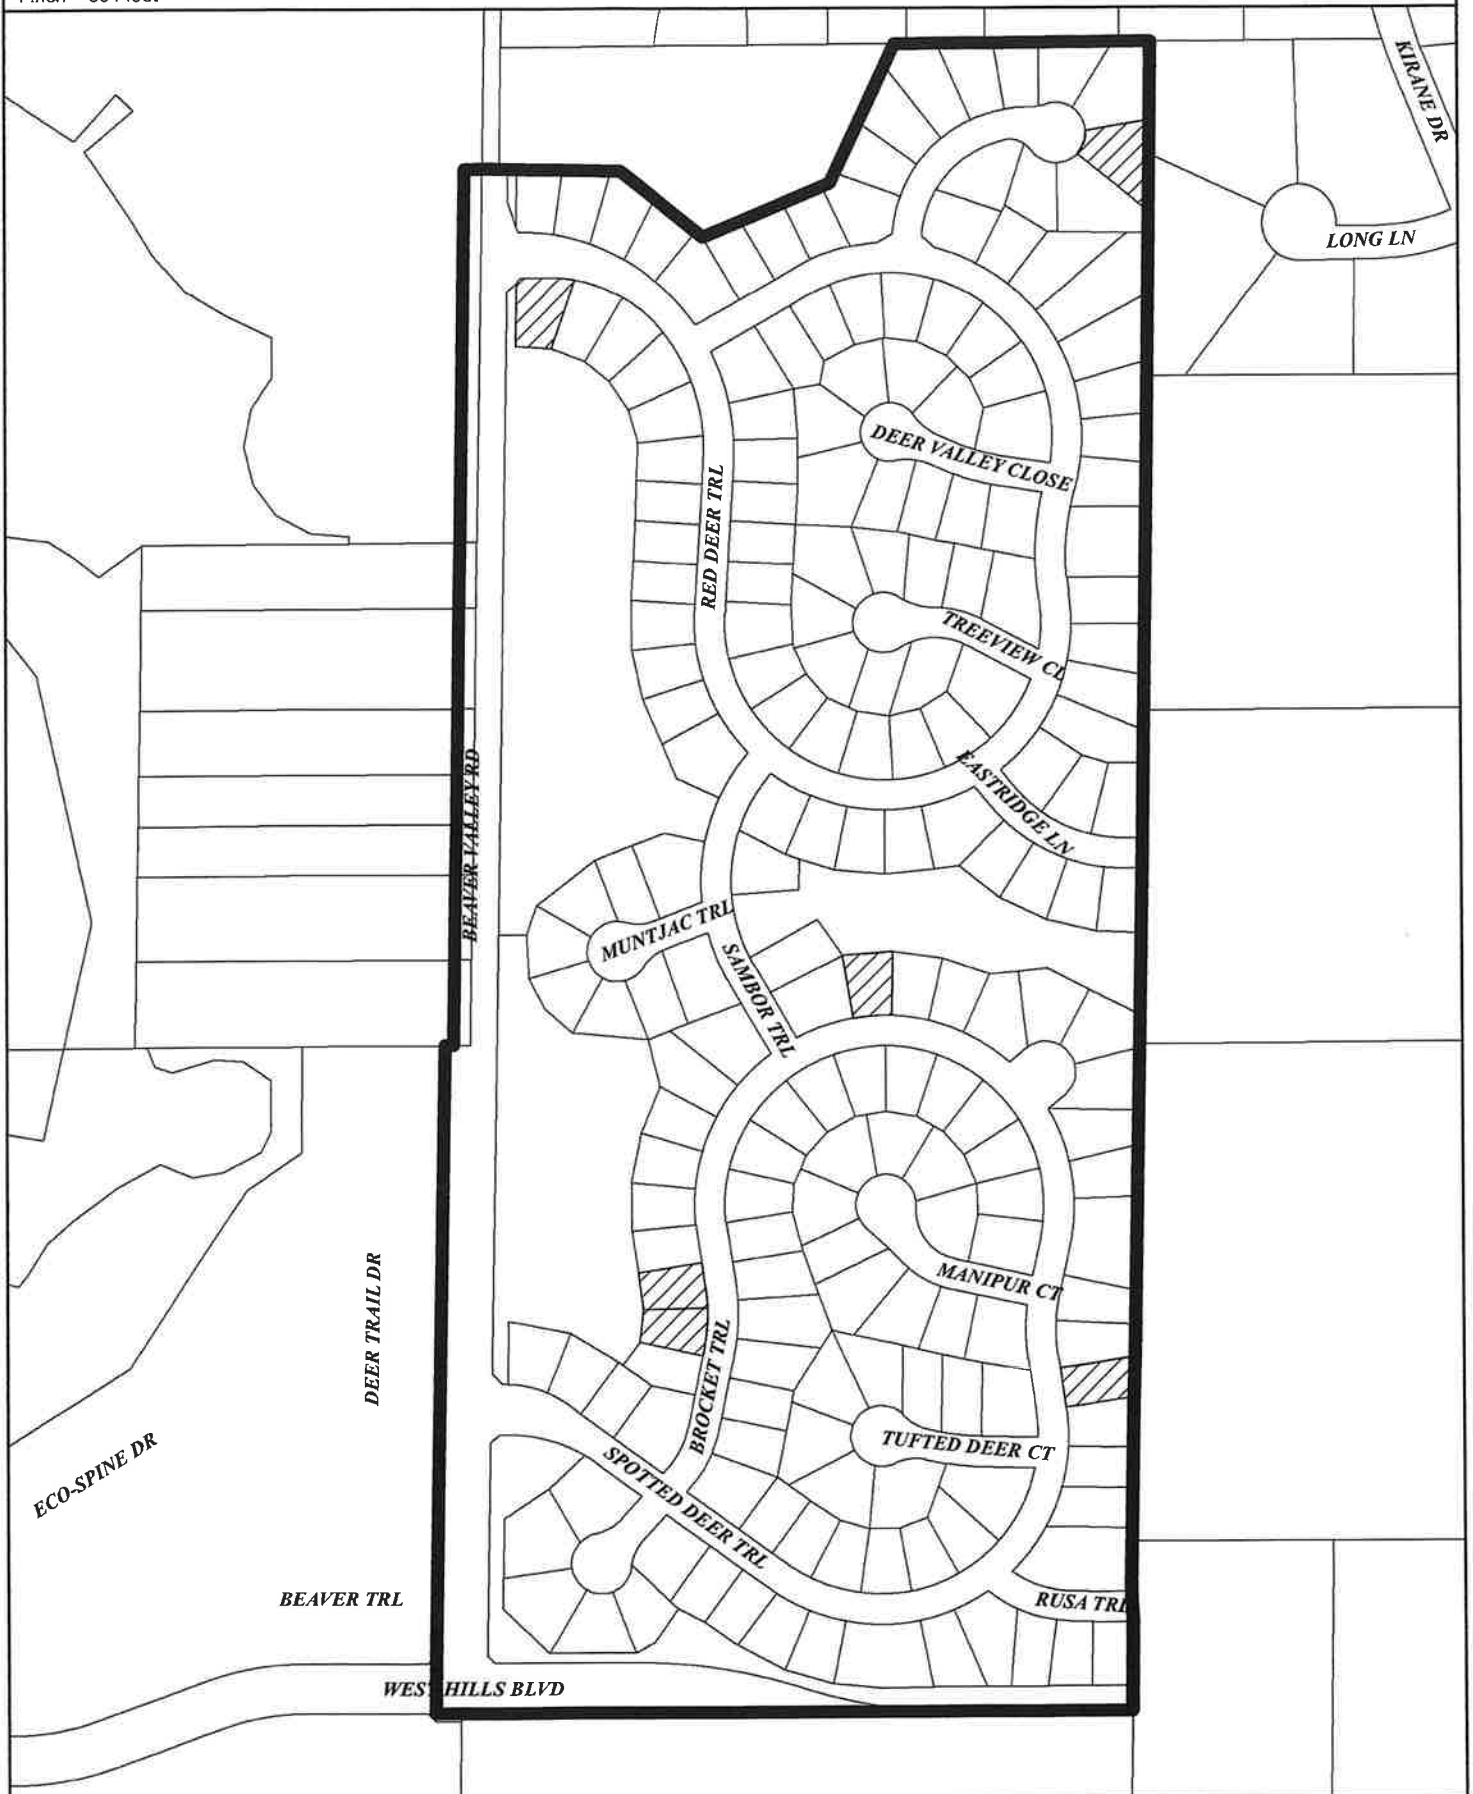 KIRANE DR
LONG LN
DEER VALLEY CLOSE
RED DEER TRL
TREEVIEW CL
EASTRIDGE LN
BEAVER VALLEY RD
MUNTJAC TRL
SAMBOR TRL
MANIPUR CT
DEER TRAIL DR
BROCKET TRL
TUFTED DEER CT
ECO-SPINE DR
SPOTTED DEER TRL
BEAVER TRL
RUSA TRL
WEST HILLS BLVD